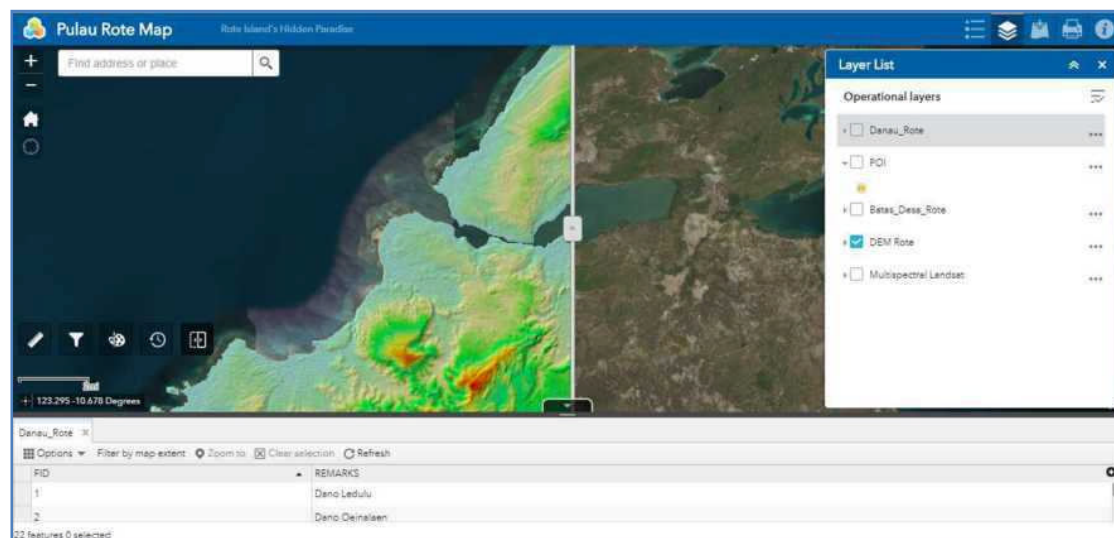 Pulau Rote Map
Rote Island's Hidden Paradise
Find address or place
Layer List
Operational layers
Danau_Rote
POI
Batas_Desa_Rote
DEM Rote
Multispectral Landset
123.295 -10.678 Degrees
Danau_Rote
Options Filter by map extent Zoom to Clear selection Refresh
FID REMARKS
1 Dano Ledulu
2 Dano Oeinalaen
22 features 0 selected